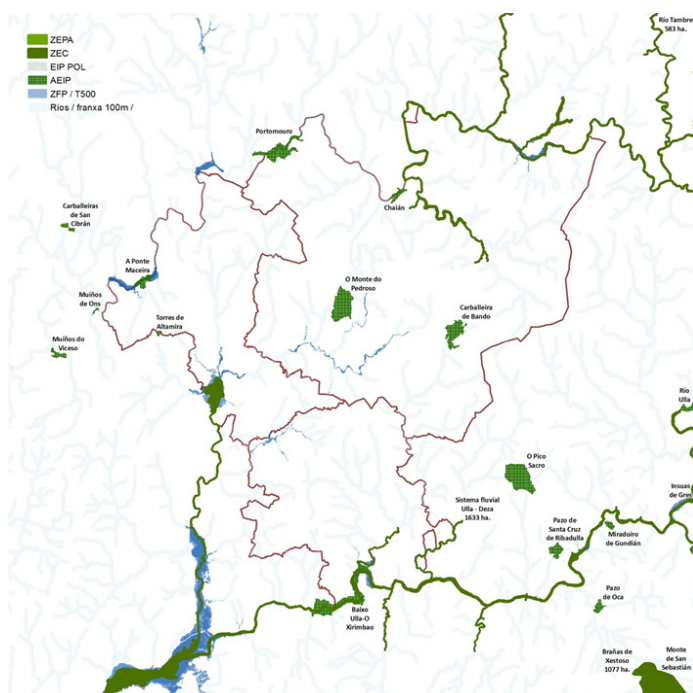 ZEPA
ZEC
EIP POL
AEIP
ZFP / T500
Ríos / franxa 100m /
Río Tambre
583 ha.
Portomouro
Carballeiras
de San
Cibrán
Chaián
A Ponte
Maceira
O Monte do
Pedroso
Muíños
de Ons
Torres de
Altamira
Carballeira
de Bando
Muíños do
Viceso
Río
Ulla
O Pico
Sacro
Insuas
de Gres
Sistema fluvial
Ulla - Deza
1633 ha.
Pazo de
Santa Cruz
de Ribadulla
Miradoiro
de Gundián
Pazo
de Oca
Baixo
Ulla-O
Xirimbao
Brañas de
Xestoso
1077 ha.
Monte
de San
Sebastián